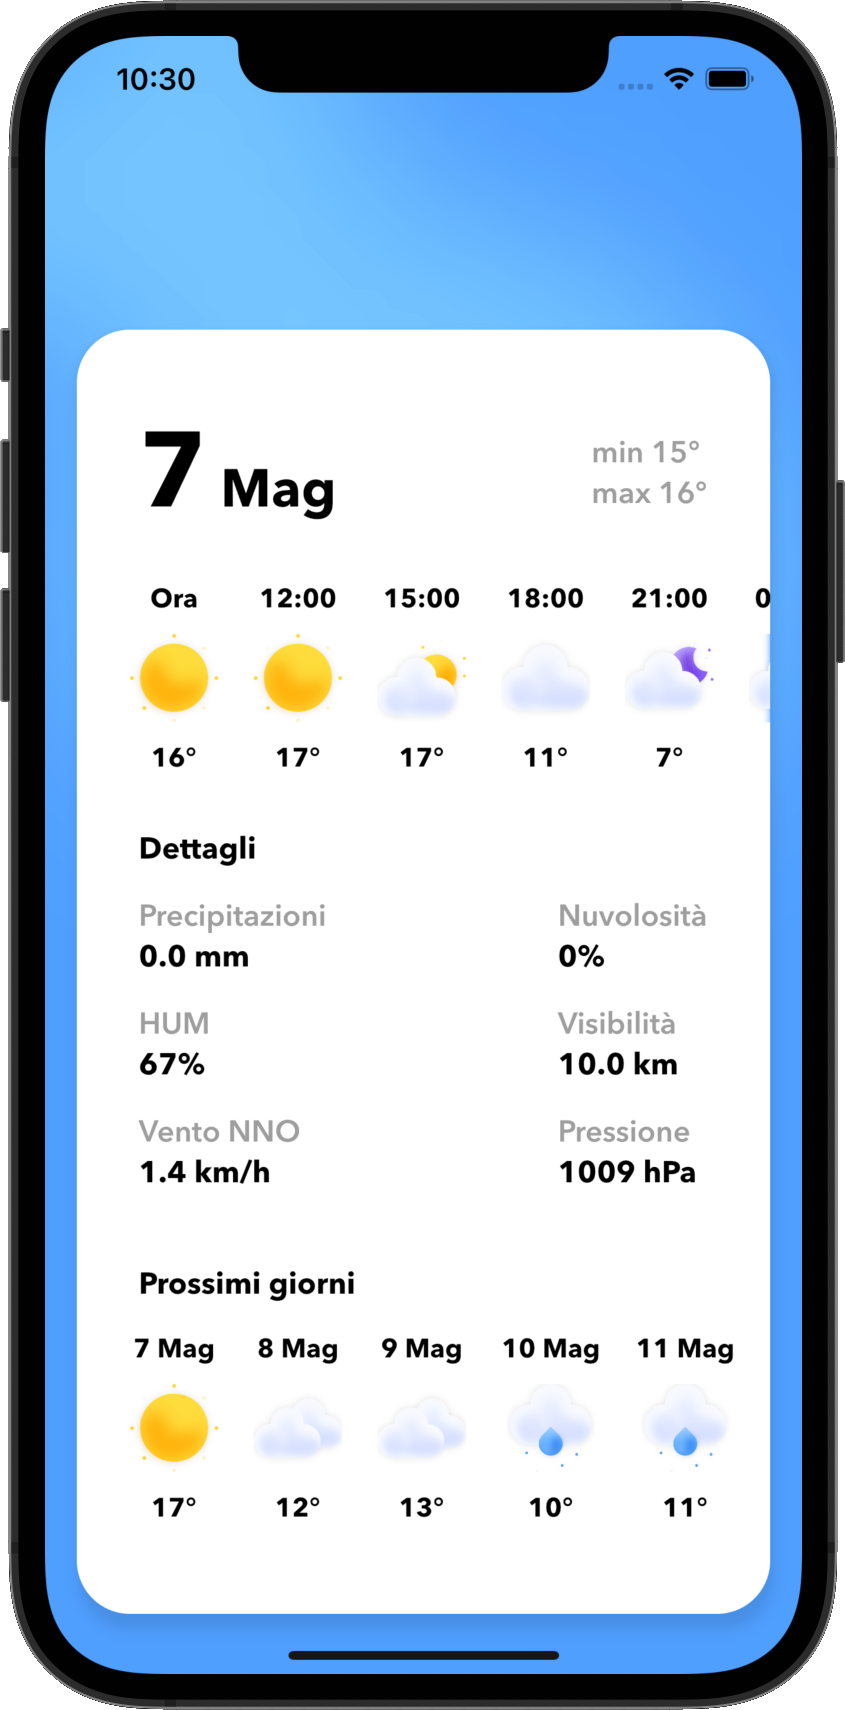 10:30
7 Mag
min 15°
max 16°
Ora 12:00 15:00 18:00 21:00 0
16° 17° 17° 11° 7°
Dettagli
Precipitazioni Nuvolosità
0.0 mm 0%
HUM Visibilità
67% 10.0 km
Vento NNO Pressione
1.4 km/h 1009 hPa
Prossimi giorni
7 Mag 8 Mag 9 Mag 10 Mag 11 Mag
17° 12° 13° 10° 11°